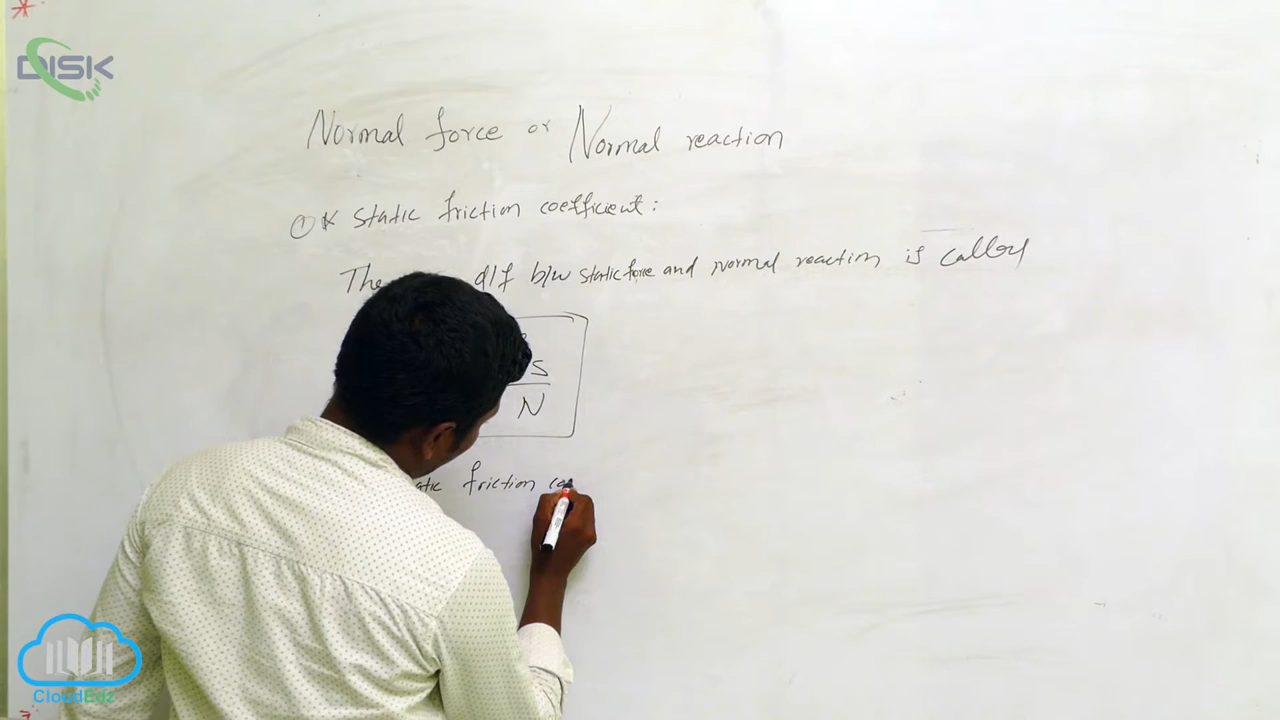 DISK
Normal force or Normal reaction
① * static friction coefficient:
The d/f b/w static force and Normal reaction is called
S
N
friction
CloudEdz